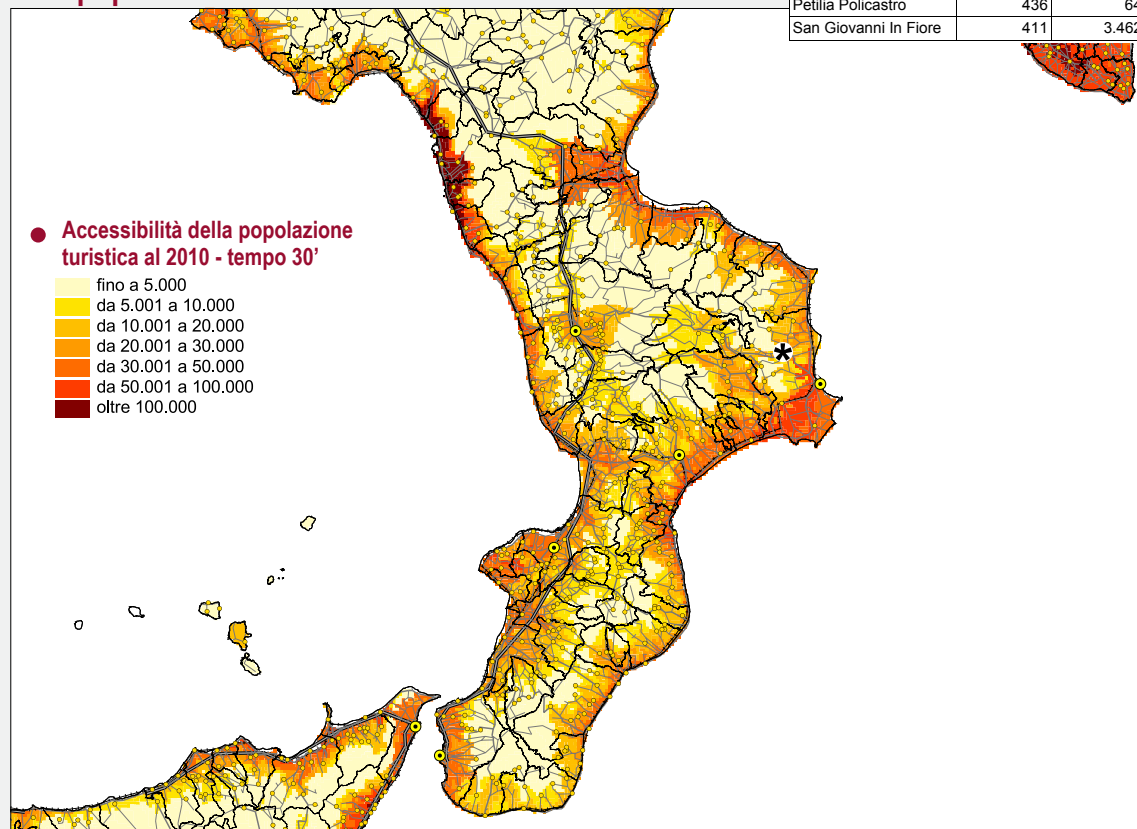 Petilia Policastro 436 64
San Giovanni In Fiore 411 3.462
Accessibilità della popolazione
turistica al 2010 - tempo 30’
fino a 5.000
da 5.001 a 10.000
da 10.001 a 20.000
da 20.001 a 30.000
da 30.001 a 50.000
da 50.001 a 100.000
oltre 100.000
*